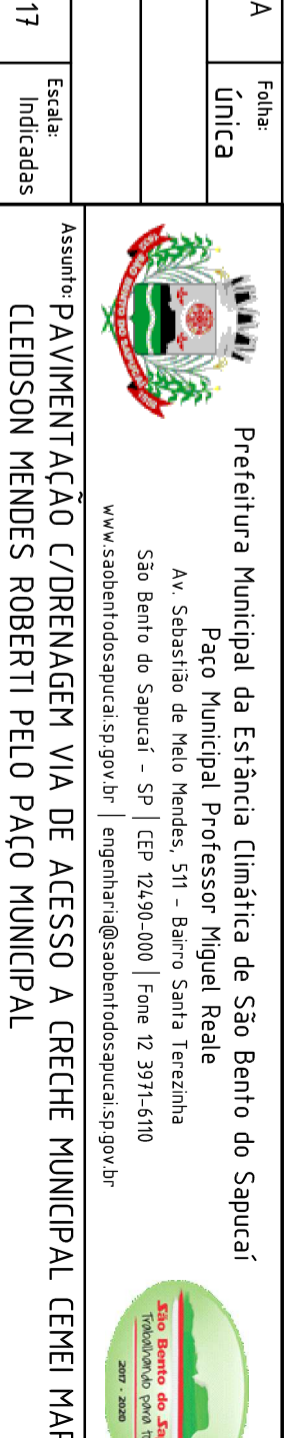 Prefeitura Municipal da Estância Climática de São Bento do Sapucaí
Paço Municipal Professor Miguel Reale
Av. Sebastião de Melo Mendes, 511 - Bairro Santa Terezinha
São Bento do Sapucaí - SP | CEP 12490-000 | Fone 12 3971-6110
www.saobentodosapucai.sp.gov.br | engenharia@saobentodosapucai.sp.gov.br
SÃO BENTO DO SAPUCAÍ
São Bento do Sa
Trabalhando para to
2017 - 2020
Assunto: PAVIMENTAÇÃO C/DRENAGEM VIA DE ACESSO A CRECHE MUNICIPAL CEMEI MAR
CLEIDSON MENDES ROBERTI PELO PAÇO MUNICIPAL
A
Folha:
única
17
Escala:
Indicadas